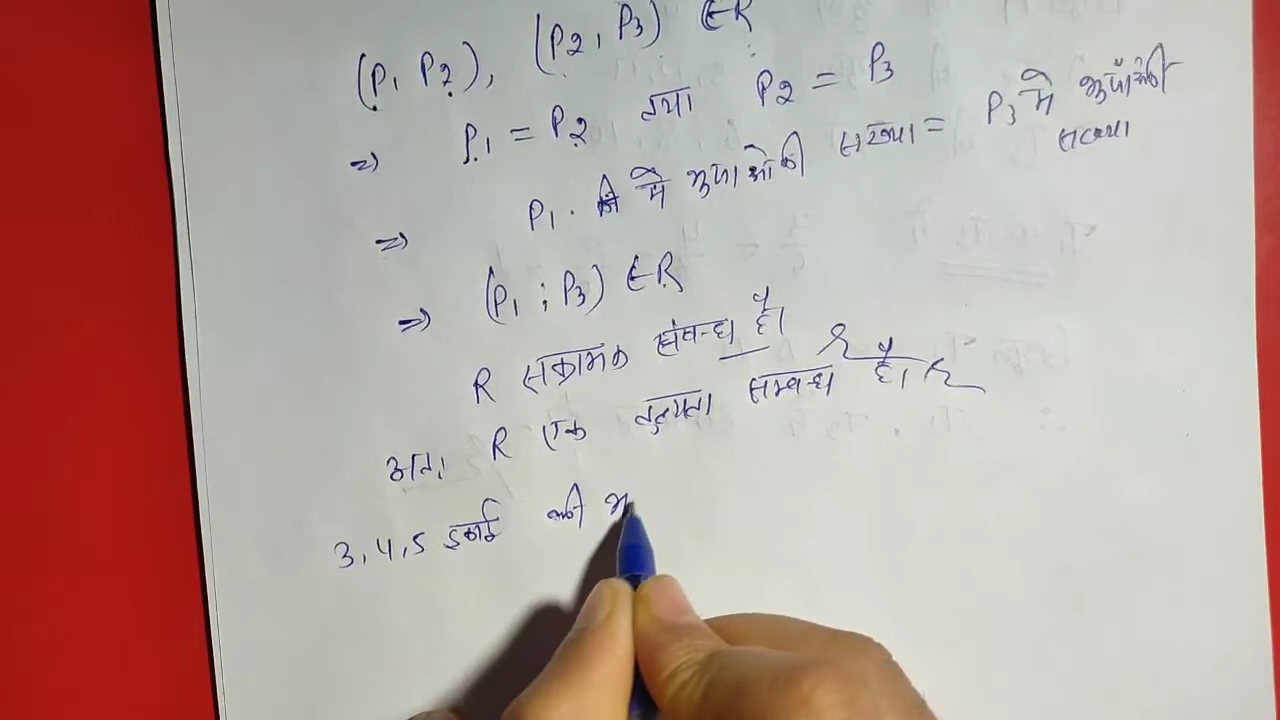 (P1 P2), (P2, P3) ∈ R
⇒ P1 = P2 तथा P2 = P3
⇒ P1 में भुजाओ की संख्या = P3 मे भुजाओ की संख्या
⇒ (P1 ; P3) ∈ R
R सक्रामक संबन्ध है।
अतः R एक तुल्यता सम्बन्ध है।
3, 4, 5 इकाई की भ